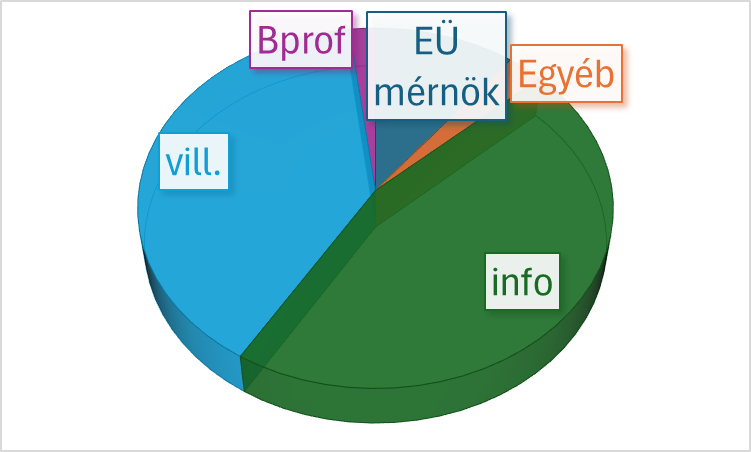 Bprof
EÜ
mérnök
Egyéb
vill.
info